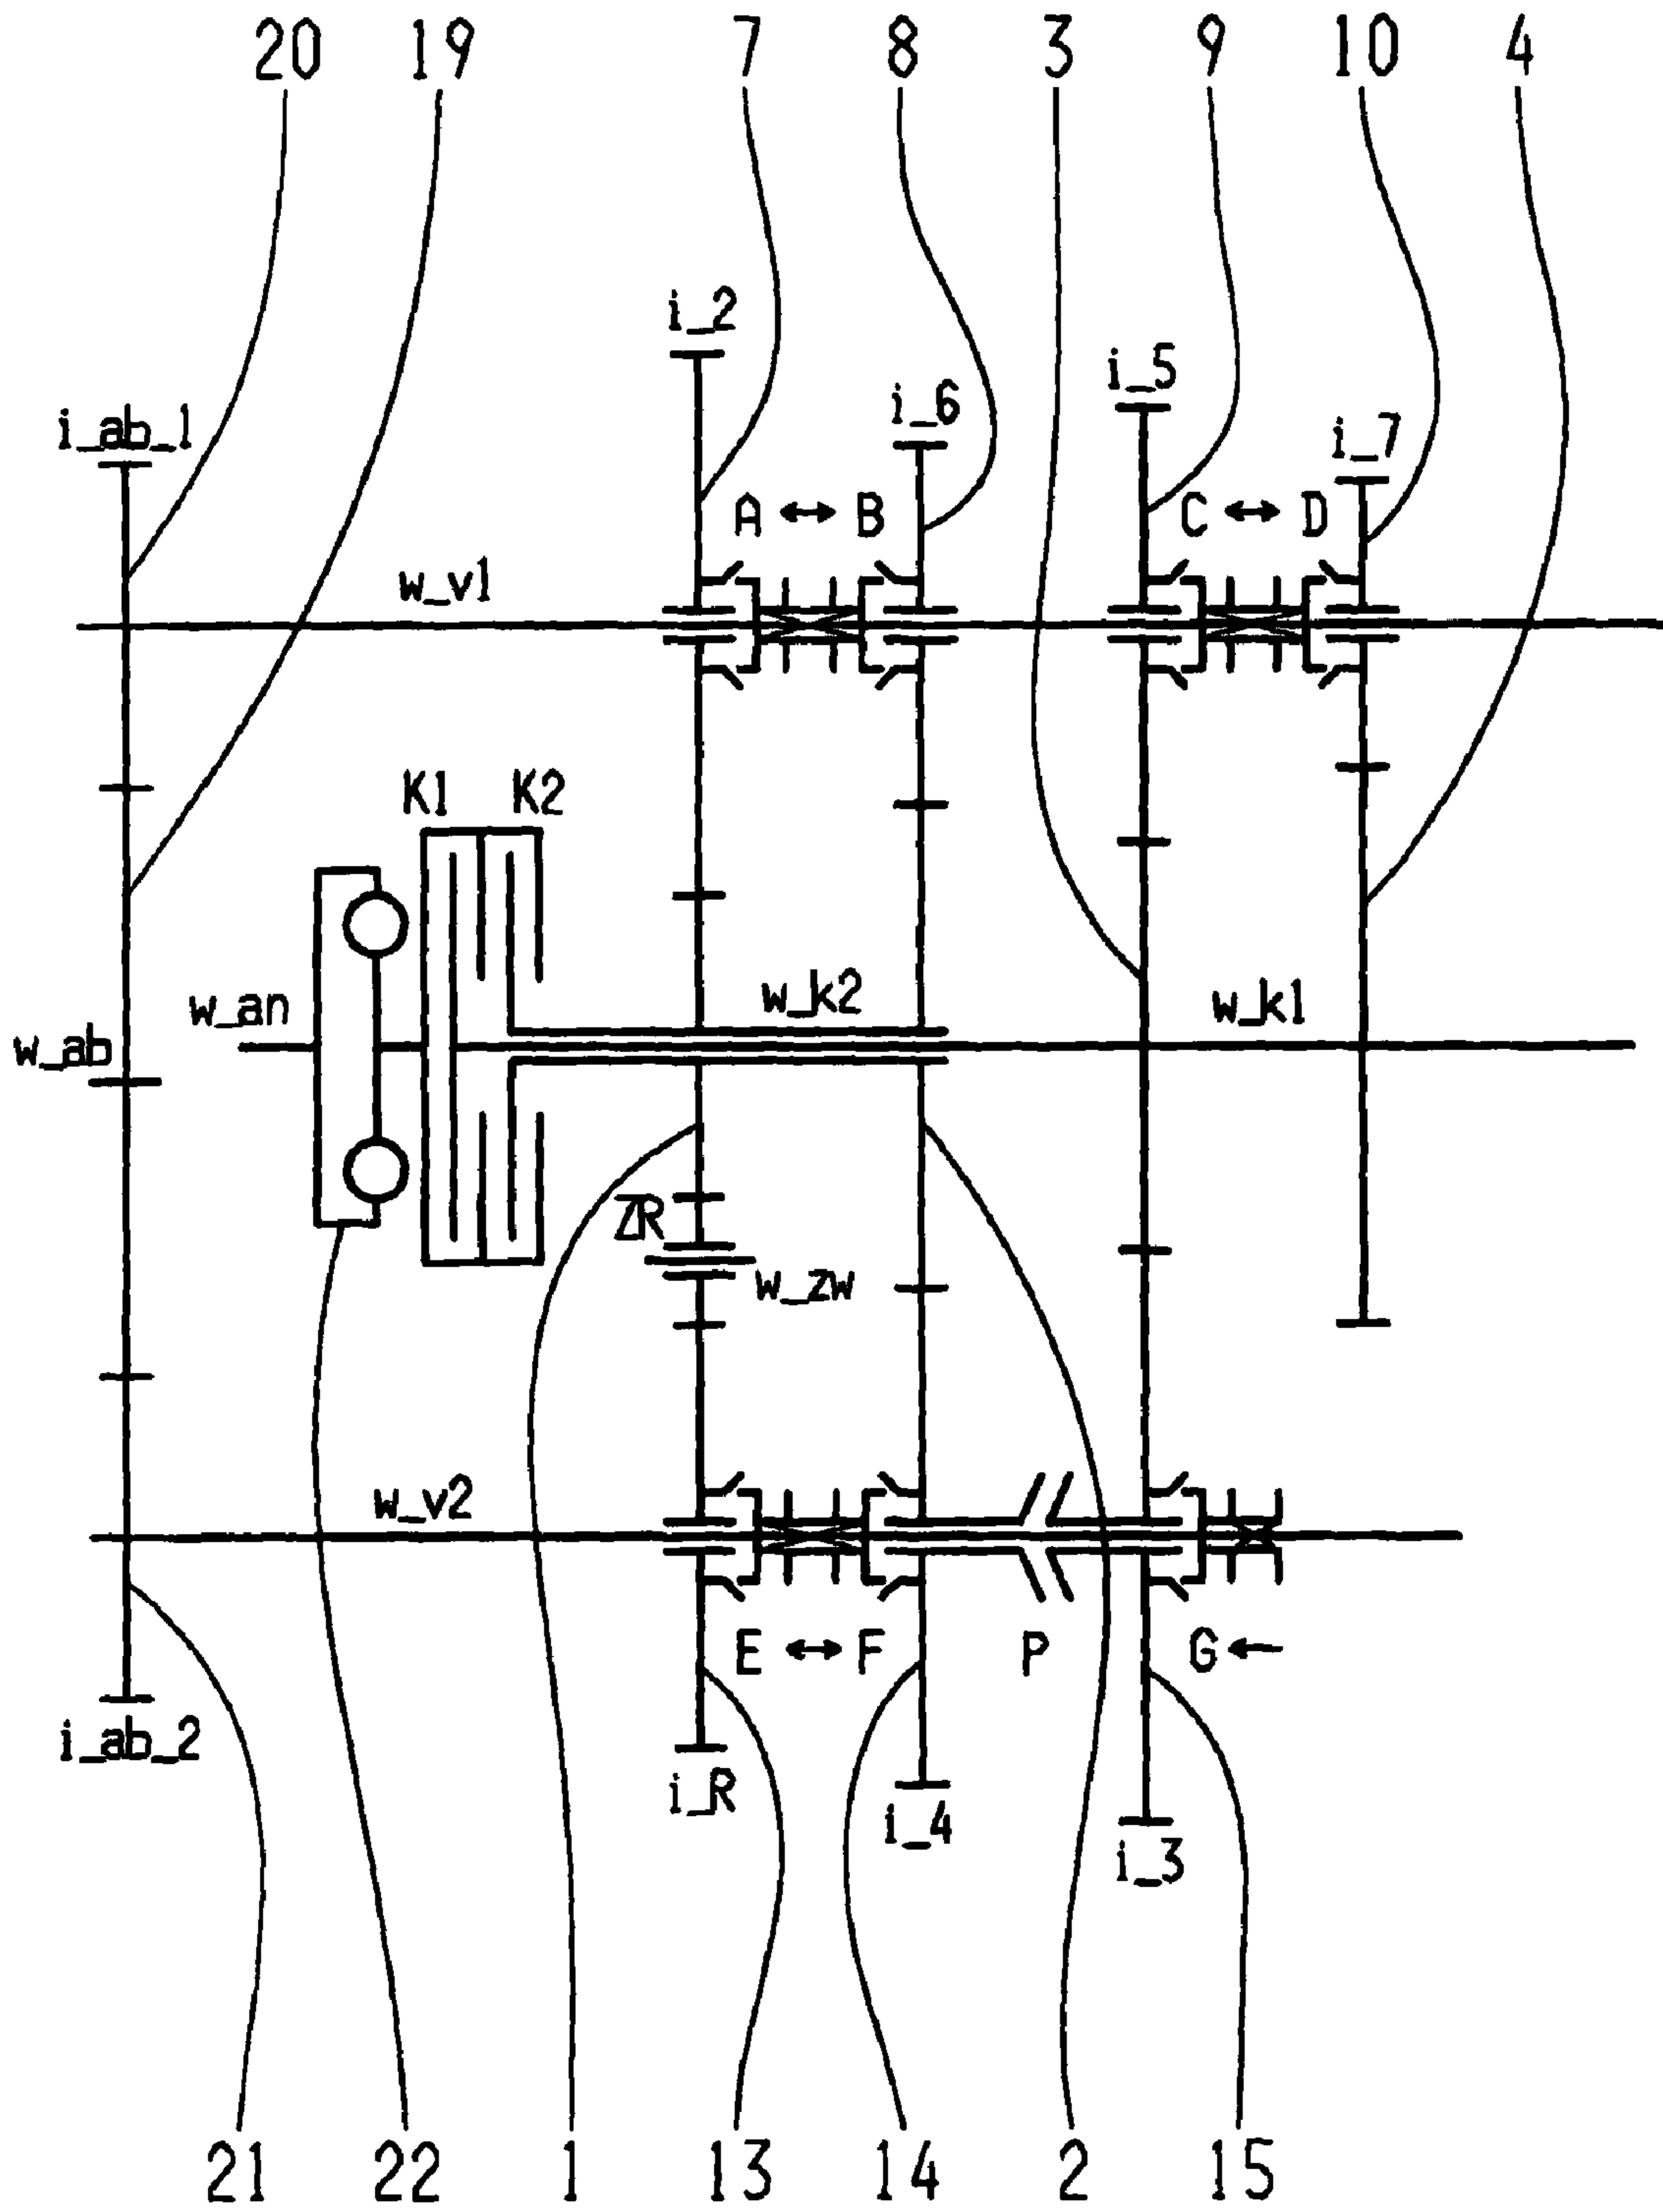 20 19 7 8 3 9 10 4
i_2
i_5
i_6
i_ab_1
i_7
A B C D
w_v1
K1 K2
w_k2 w_k1
w_an
w_ab
ZR
w_zw
w_v2
E F P G
i_ab_2
i_R
i_4
i_3
21 22 1 13 14 2 15